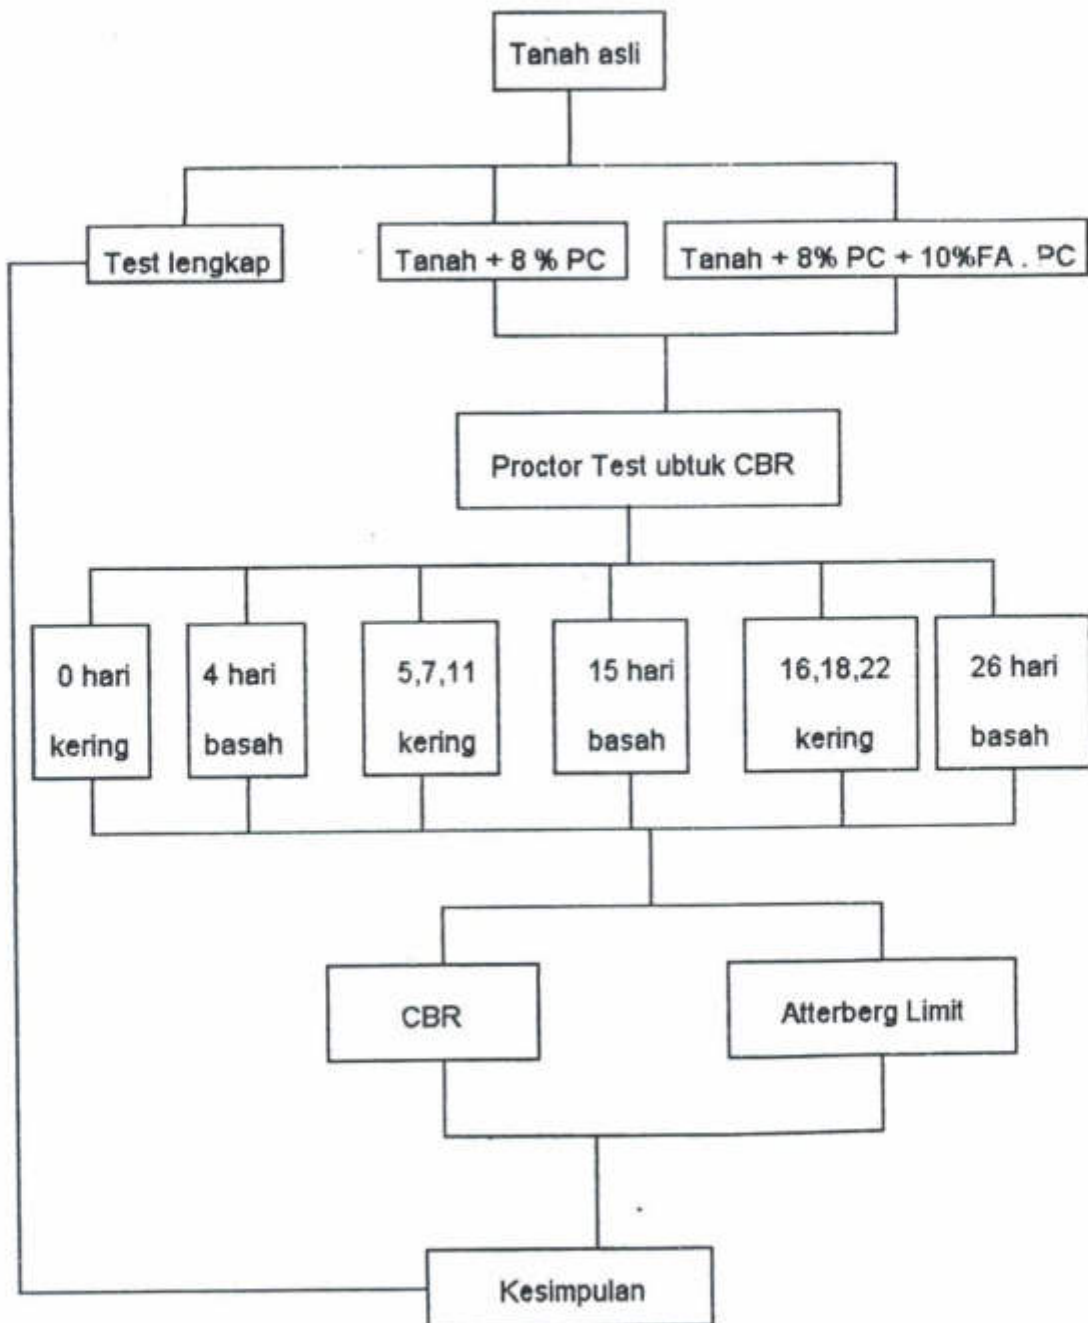 Tanah asli
Test lengkap
Tanah + 8 % PC
Tanah + 8% PC + 10%FA . PC
Proctor Test ubtuk CBR
0 hari
kering
4 hari
basah
5,7,11
kering
15 hari
basah
16,18,22
kering
26 hari
basah
CBR
Atterberg Limit
Kesimpulan